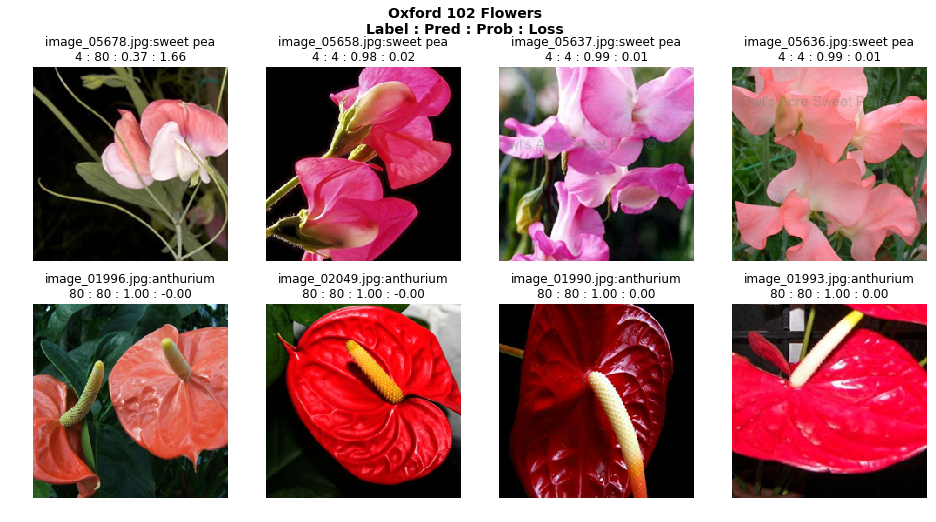 Oxford 102 Flowers
Label : Pred : Prob : Loss
image_05678.jpg:sweet pea
4 : 80 : 0.37 : 1.66
image_05658.jpg:sweet pea
4 : 4 : 0.98 : 0.02
image_05637.jpg:sweet pea
4 : 4 : 0.99 : 0.01
image_05636.jpg:sweet pea
4 : 4 : 0.99 : 0.01
Acre Sweet
image_01996.jpg:anthurium
80 : 80 : 1.00 : -0.00
image_02049.jpg:anthurium
80 : 80 : 1.00 : -0.00
image_01990.jpg:anthurium
80 : 80 : 1.00 : 0.00
image_01993.jpg:anthurium
80 : 80 : 1.00 : 0.00